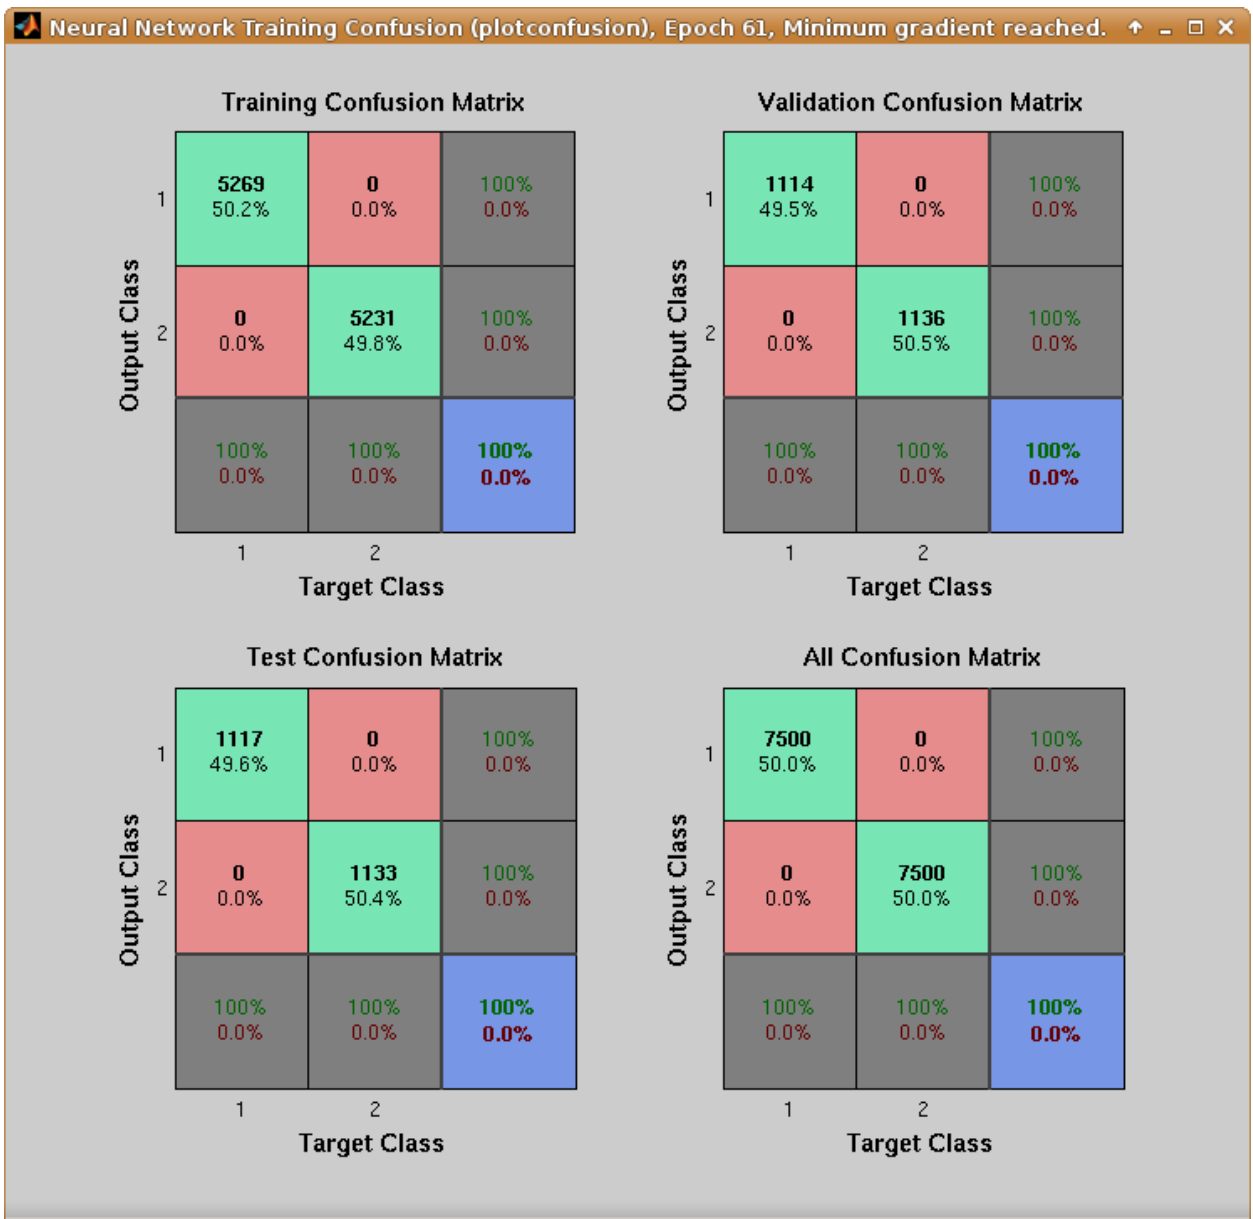 Neural Network Training Confusion (plotconfusion), Epoch 61, Minimum gradient reached.
Training Confusion Matrix
1
5269 0 100%
50.2% 0.0% 0.0%
2
0 5231 100%
0.0% 49.8% 0.0%
100% 100% 100%
0.0% 0.0% 0.0%
1 2
Output Class
Target Class
Validation Confusion Matrix
1
1114 0 100%
49.5% 0.0% 0.0%
2
0 1136 100%
0.0% 50.5% 0.0%
100% 100% 100%
0.0% 0.0% 0.0%
1 2
Output Class
Target Class
Test Confusion Matrix
1
1117 0 100%
49.6% 0.0% 0.0%
2
0 1133 100%
0.0% 50.4% 0.0%
100% 100% 100%
0.0% 0.0% 0.0%
1 2
Output Class
Target Class
All Confusion Matrix
1
7500 0 100%
50.0% 0.0% 0.0%
2
0 7500 100%
0.0% 50.0% 0.0%
100% 100% 100%
0.0% 0.0% 0.0%
1 2
Output Class
Target Class